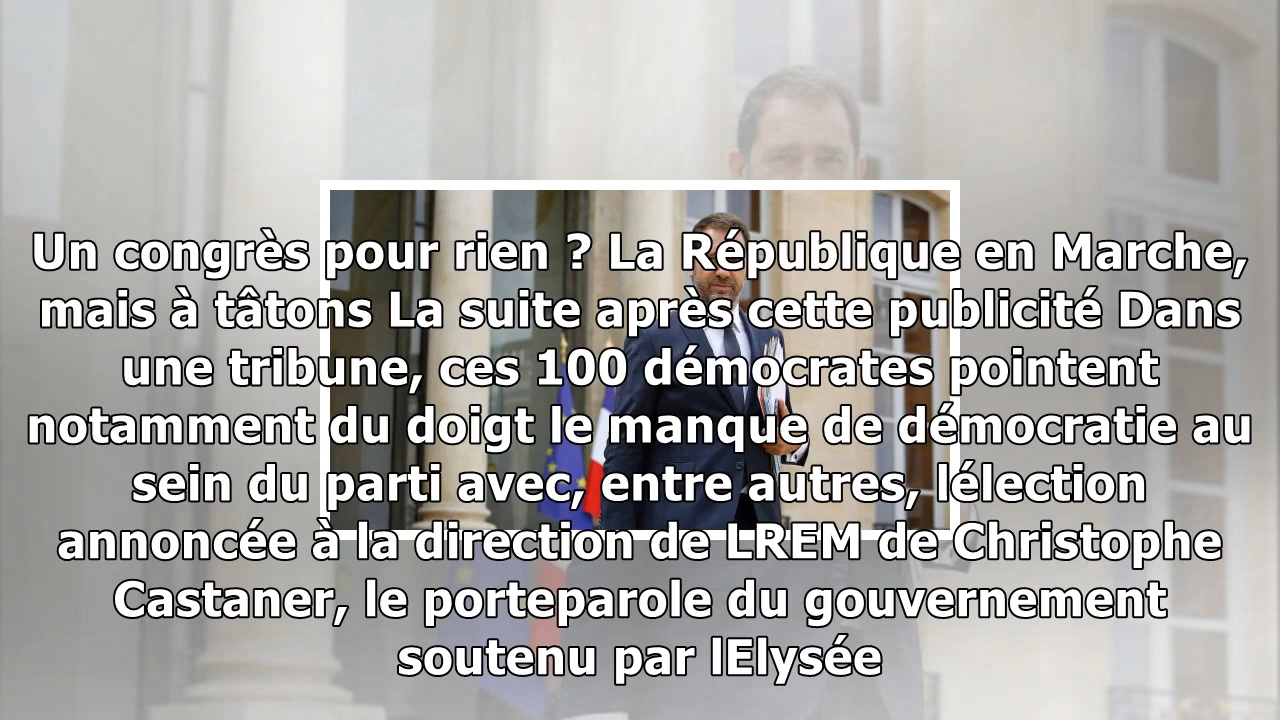 Un congrès pour rien ? La République en Marche,
mais à tâtons La suite après cette publicité Dans
une tribune, ces 100 démocrates pointent
notamment du doigt le manque de démocratie au
sein du parti avec, entre autres, lélection
annoncée à la direction de LREM de Christophe
Castaner, le porteparole du gouvernement
soutenu par lElysée